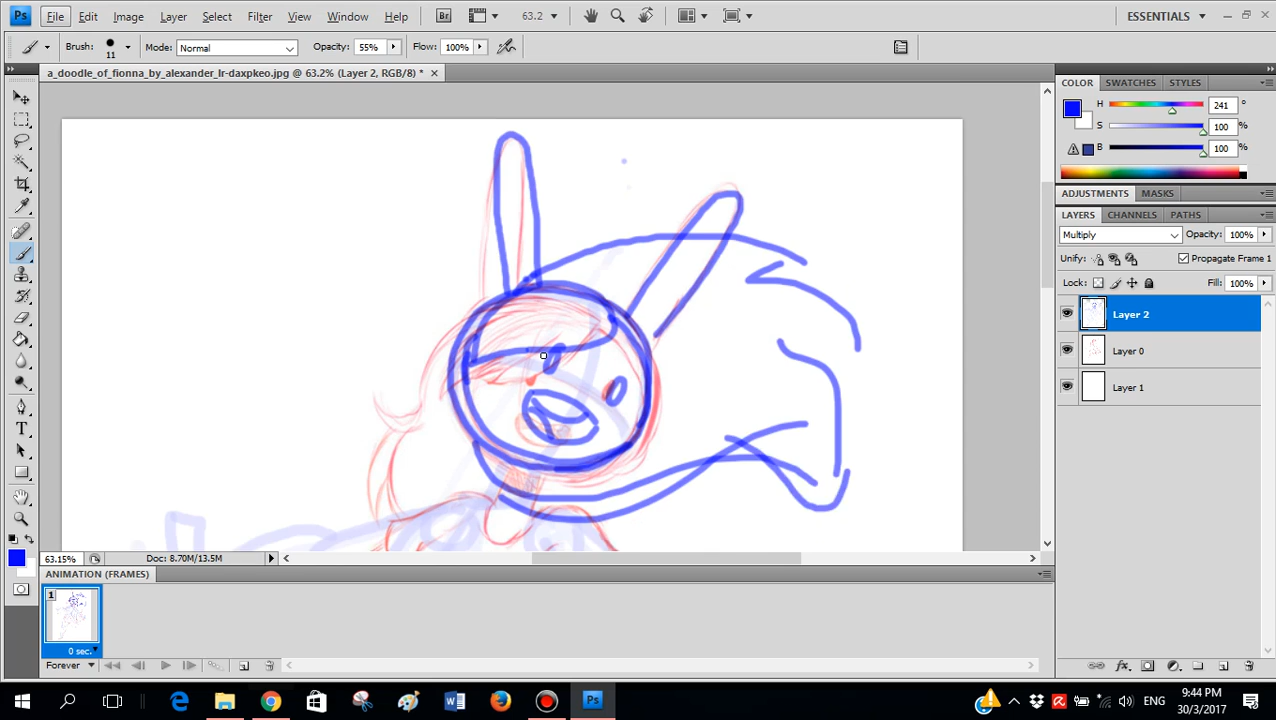 Ps File Edit Image Layer Select Filter Analysis View Window Help Br 63.2 ESSENTIALS
Brush: 11 Mode: Normal Opacity: 55% Flow: 100%
a_doodle_of_fionna_by_alexander_lr-daxpkeo.jpg @ 63.2% (Layer 2, RGB/8) *
COLOR SWATCHES STYLES
H 241 °
S 100 %
B 100 %
ADJUSTMENTS MASKS
LAYERS CHANNELS PATHS
Multiply Opacity: 100%
Unify: Propagate Frame 1
Lock: Fill: 100%
Layer 2
Layer 0
Layer 1
63.15% Doc: 8.70M/13.5M
ANIMATION (FRAMES)
1
0 sec.
Forever
ENG
9:44 PM
30/3/2017